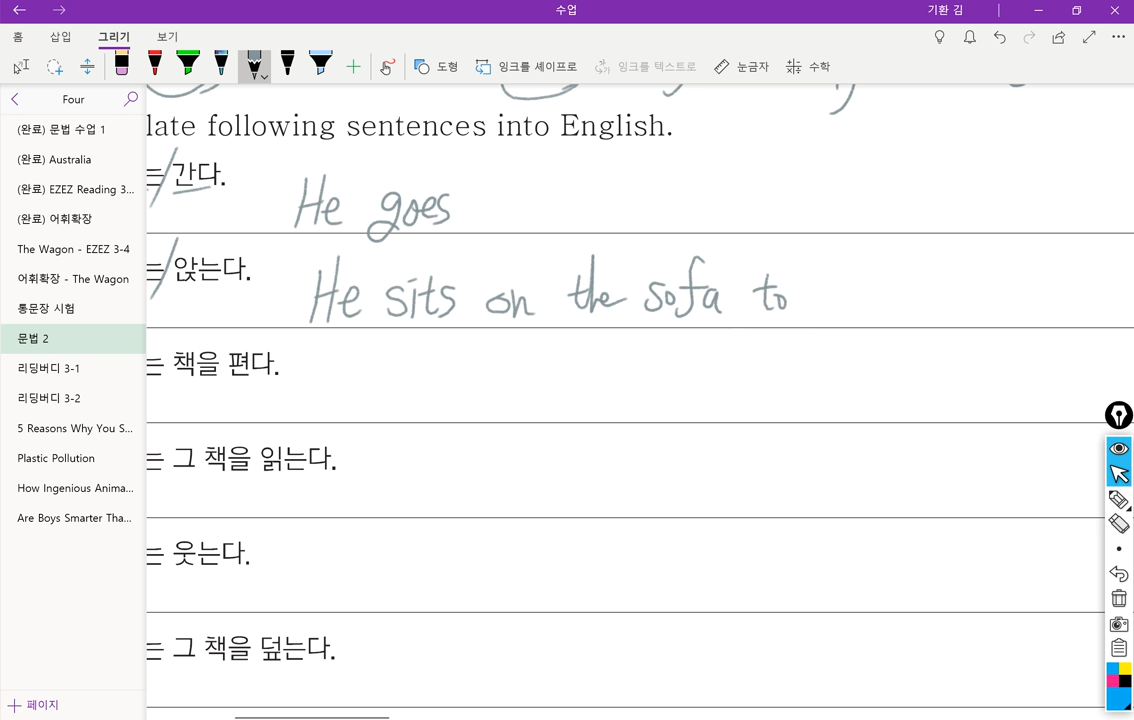 수업
기환 김
홈 삽입 그리기 보기
도형 잉크를 셰이프로 잉크를 텍스트로 눈금자 수학
Four
(완료) 문법 수업 1
(완료) Australia
(완료) EZEZ Reading 3...
(완료) 어휘확장
The Wagon - EZEZ 3-4
어휘확장 - The Wagon
통문장 시험
문법 2
리딩버디 3-1
리딩버디 3-2
5 Reasons Why You S...
Plastic Pollution
How Ingenious Anima...
Are Boys Smarter Tha...
페이지
late following sentences into English.
는 간다.
He goes
는 앉는다.
He sits on the sofa to
는 책을 편다.
는 그 책을 읽는다.
는 웃는다.
는 그 책을 덮는다.